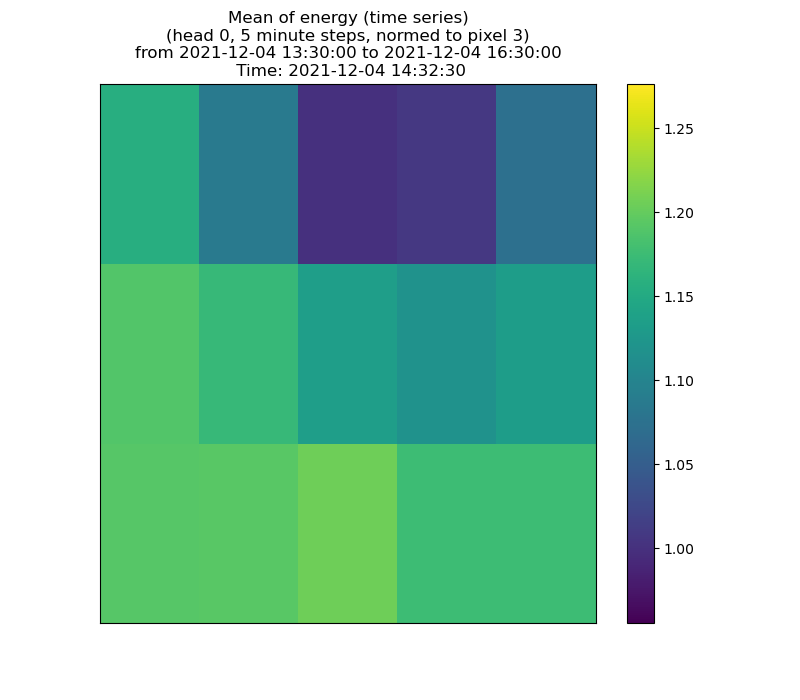 Mean of energy (time series)
(head 0, 5 minute steps, normed to pixel 3)
from 2021-12-04 13:30:00 to 2021-12-04 16:30:00
Time: 2021-12-04 14:32:30
1.25
1.20
1.15
1.10
1.05
1.00